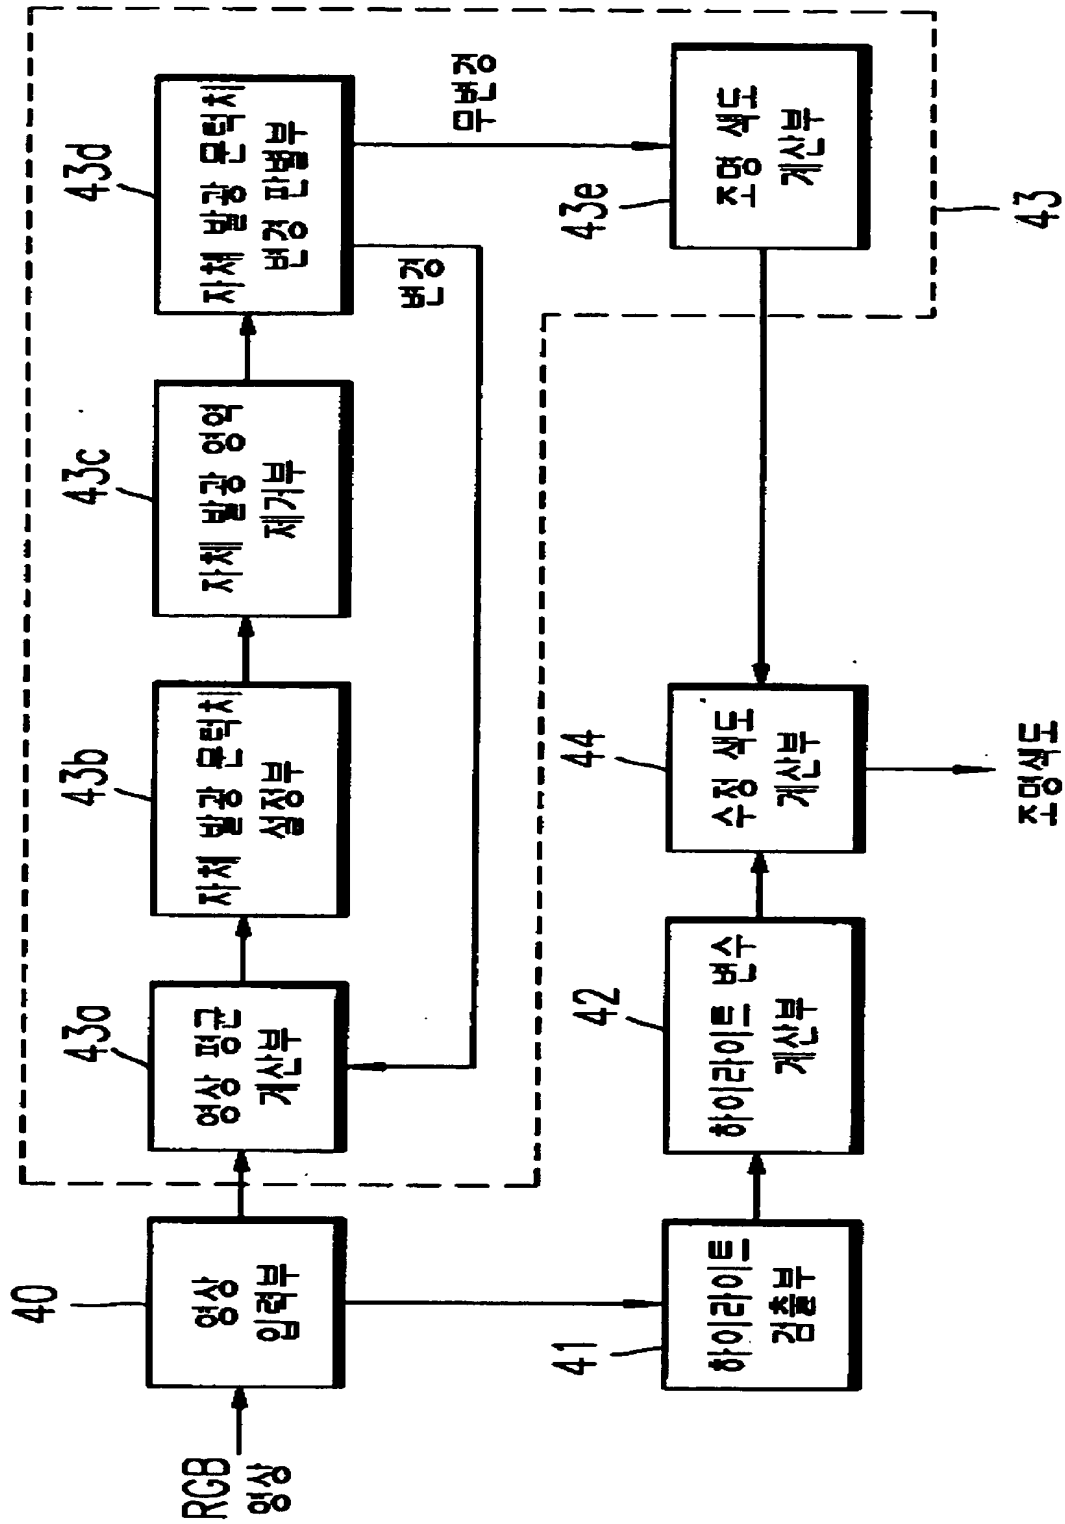 RGB
영상
40
영상
입력부
43a
영상 평균
계산부
43b
자체 발광 문턱치
설정부
43c
자체 발광 영역
제거부
43d
자체 발광 문턱치
변경 판별부
변경
무변경
43e
조명 색도
계산부
43
41
하이라이트
검출부
42
하이라이트 변수
계산부
44
수정 색도
계산부
조명색도